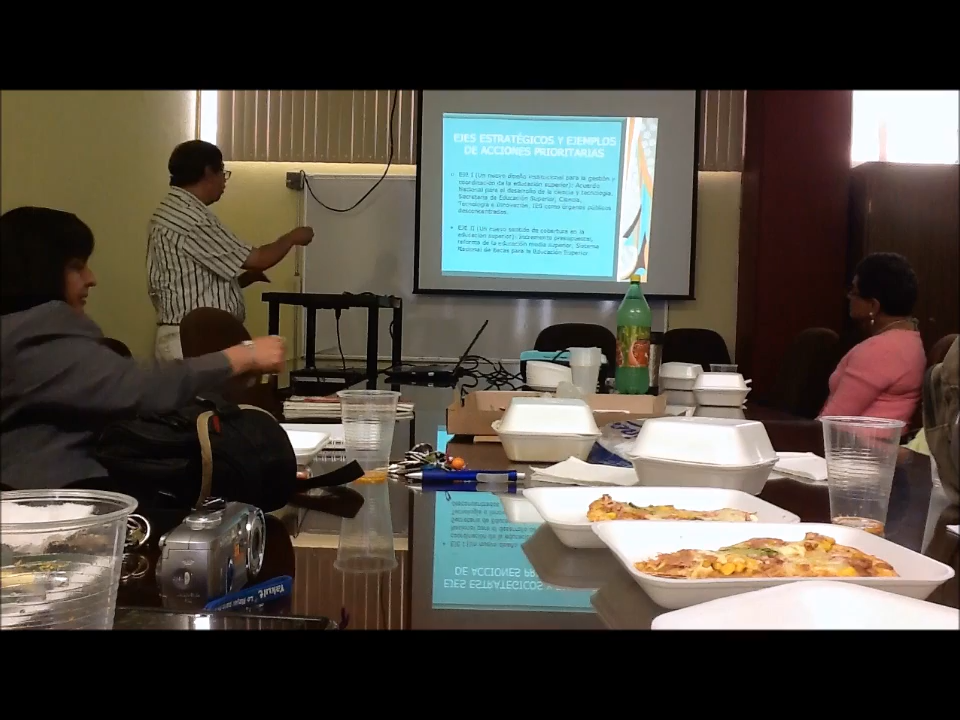 EJES ESTRATÉGICOS Y EJEMPLOS
DE ACCIONES PRIORITARIAS
EJE I (Un nuevo diseño institucional para la gestión y
coordinación de la educación superior): Acuerdo
Nacional para el desarrollo de la ciencia y tecnología,
Secretaría de Educación Superior, Ciencia,
Tecnología e Innovación, IES como órganos públicos
desconcentrados.
EJE II (Un nuevo sentido de cobertura en la
educación superior): Incremento presupuestal,
reforma de la educación media superior, Sistema
Nacional de Becas para la Educación Superior
Yakult